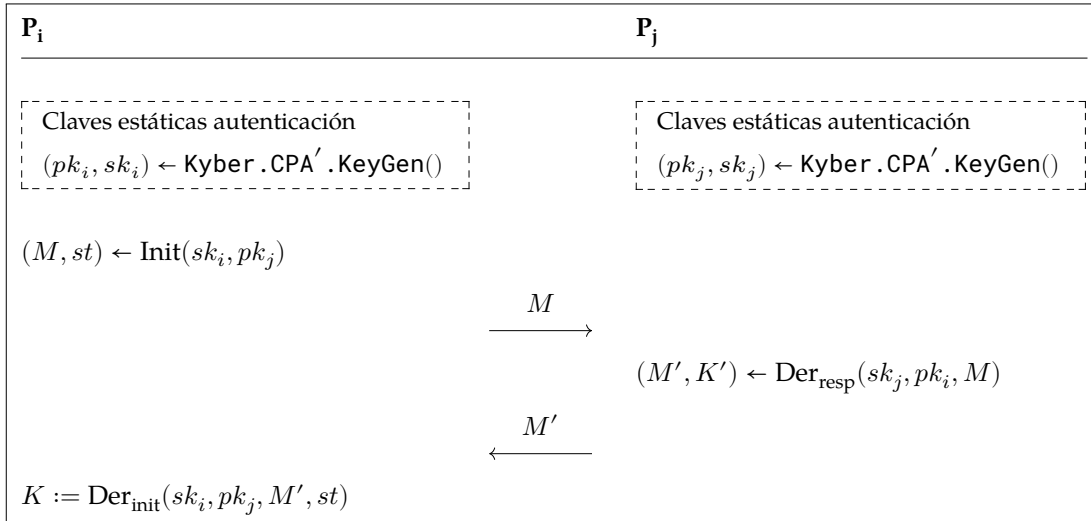 P_i P_j
Claves estáticas autenticación Claves estáticas autenticación
(pk_i, sk_i) ← Kyber.CPA′.KeyGen() (pk_j, sk_j) ← Kyber.CPA′.KeyGen()
(M, st) ← Init(sk_i, pk_j)
M
(M′, K′) ← Der_resp(sk_j, pk_i, M)
M′
K := Der_init(sk_i, pk_j, M′, st)